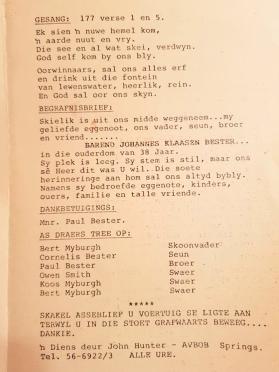 GESANG: 177 verse 1 en 5.
Ek sien 'n nuwe hemel kom,
'n aarde nuut en vry.
Die see en al wat skei, verdwyn.
God self kom by ons bly.
Oorwinnaars, sal ons alles erf
en drink uit die fontein
van lewenswater, heerlik, rein.
En God sal oor ons skyn.
BEGRAFNISBRIEF:
Skielik is uit ons midde weggeneem...my
geliefde eggenoot, ons vader, seun, broer
en vriend.......
BAREND JOHANNES KLAASEN BESTER...
in die ouderdom van 38 Jaar.
Sy plek is leeg. Sy stem is stil, maar ons
sê Heer dit was U wil. Die soete
herinneringe aan hom sal ons altyd bybly.
Namens sy bedroefde eggenote, kinders,
ouers, familie en talle vriende.
DANKBETUIGINGS:
Mnr. Paul Bester.
AS DRAERS TREE OP:
Bert Myburgh Skoonvader
Cornelis Bester Seun
Paul Bester Broer
Owen Smith Swaer
Koos Myburgh Swaer
Bert Myburgh Swaer
*****
SKAKEL ASSEBLIEF U VOERTUIG SE LIGTE AAN
TERWYL U IN DIE STOET GRAFWAARTS BEWEEG....
DANKIE.
'n Diens deur John Hunter - AVBOB Springs.
Tel. 56-6922/3 ALLE URE.